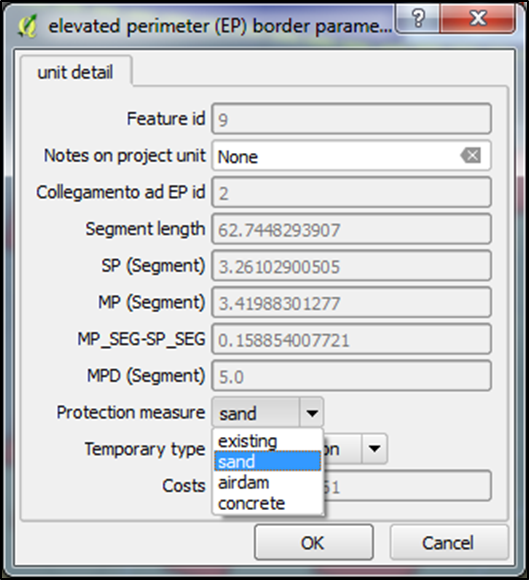 elevated perimeter (EP) border parame...
unit detail
Feature id 9
Notes on project unit None
Collegamento ad EP id 2
Segment length 62.7448293907
SP (Segment) 3.26102900505
MP (Segment) 3.41988301277
MP_SEG-SP_SEG 0.158854007721
MPD (Segment) 5.0
Protection measure sand
existing
Temporary type on
sand
airdam
Costs 51
concrete
OK Cancel